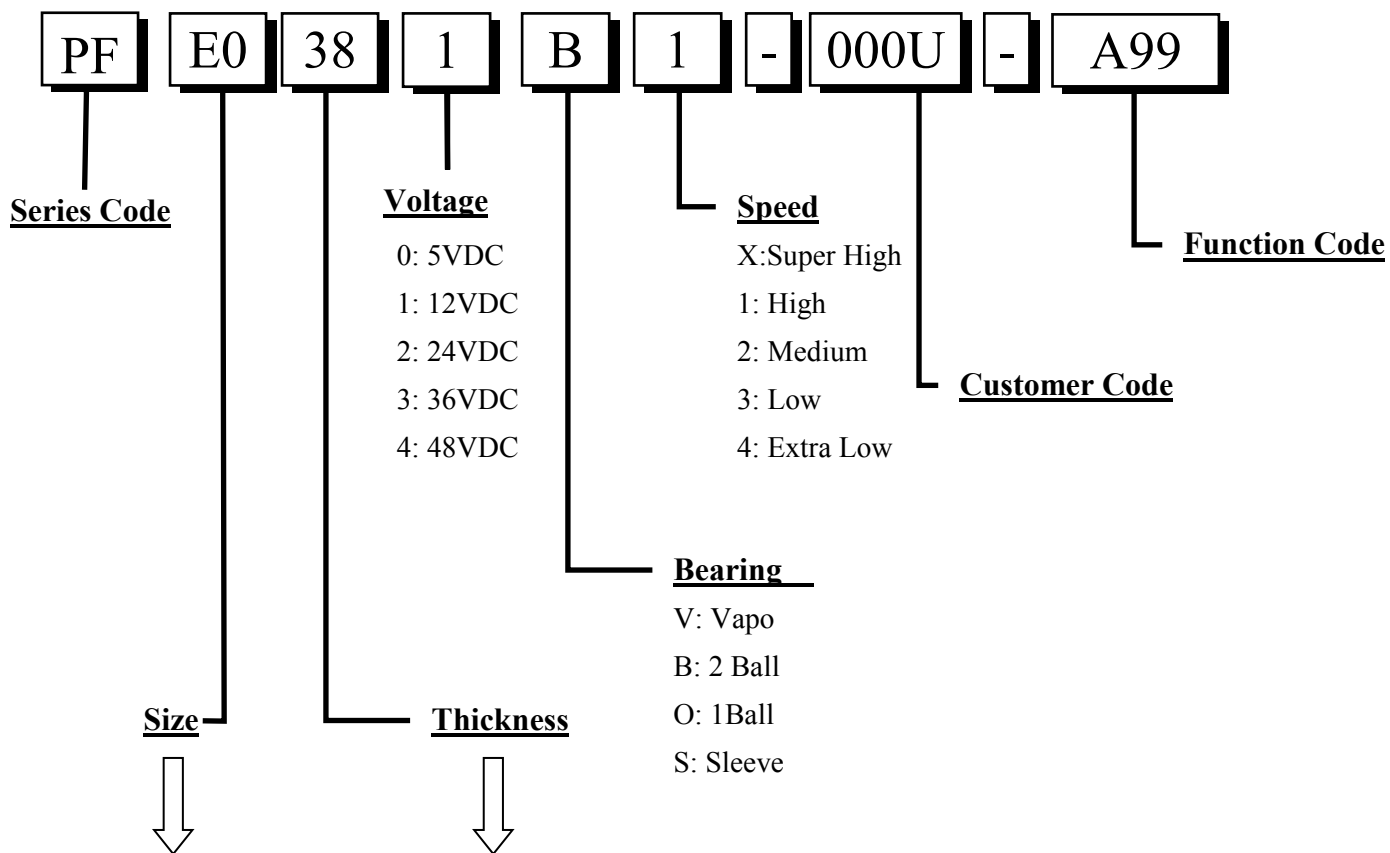 PF E0 38 1 B 1 - 000U - A99
Series Code
Voltage
0: 5VDC
1: 12VDC
2: 24VDC
3: 36VDC
4: 48VDC
Speed
X:Super High
1: High
2: Medium
3: Low
4: Extra Low
Function Code
Customer Code
Bearing
V: Vapo
B: 2 Ball
O: 1Ball
S: Sleeve
Size
Thickness